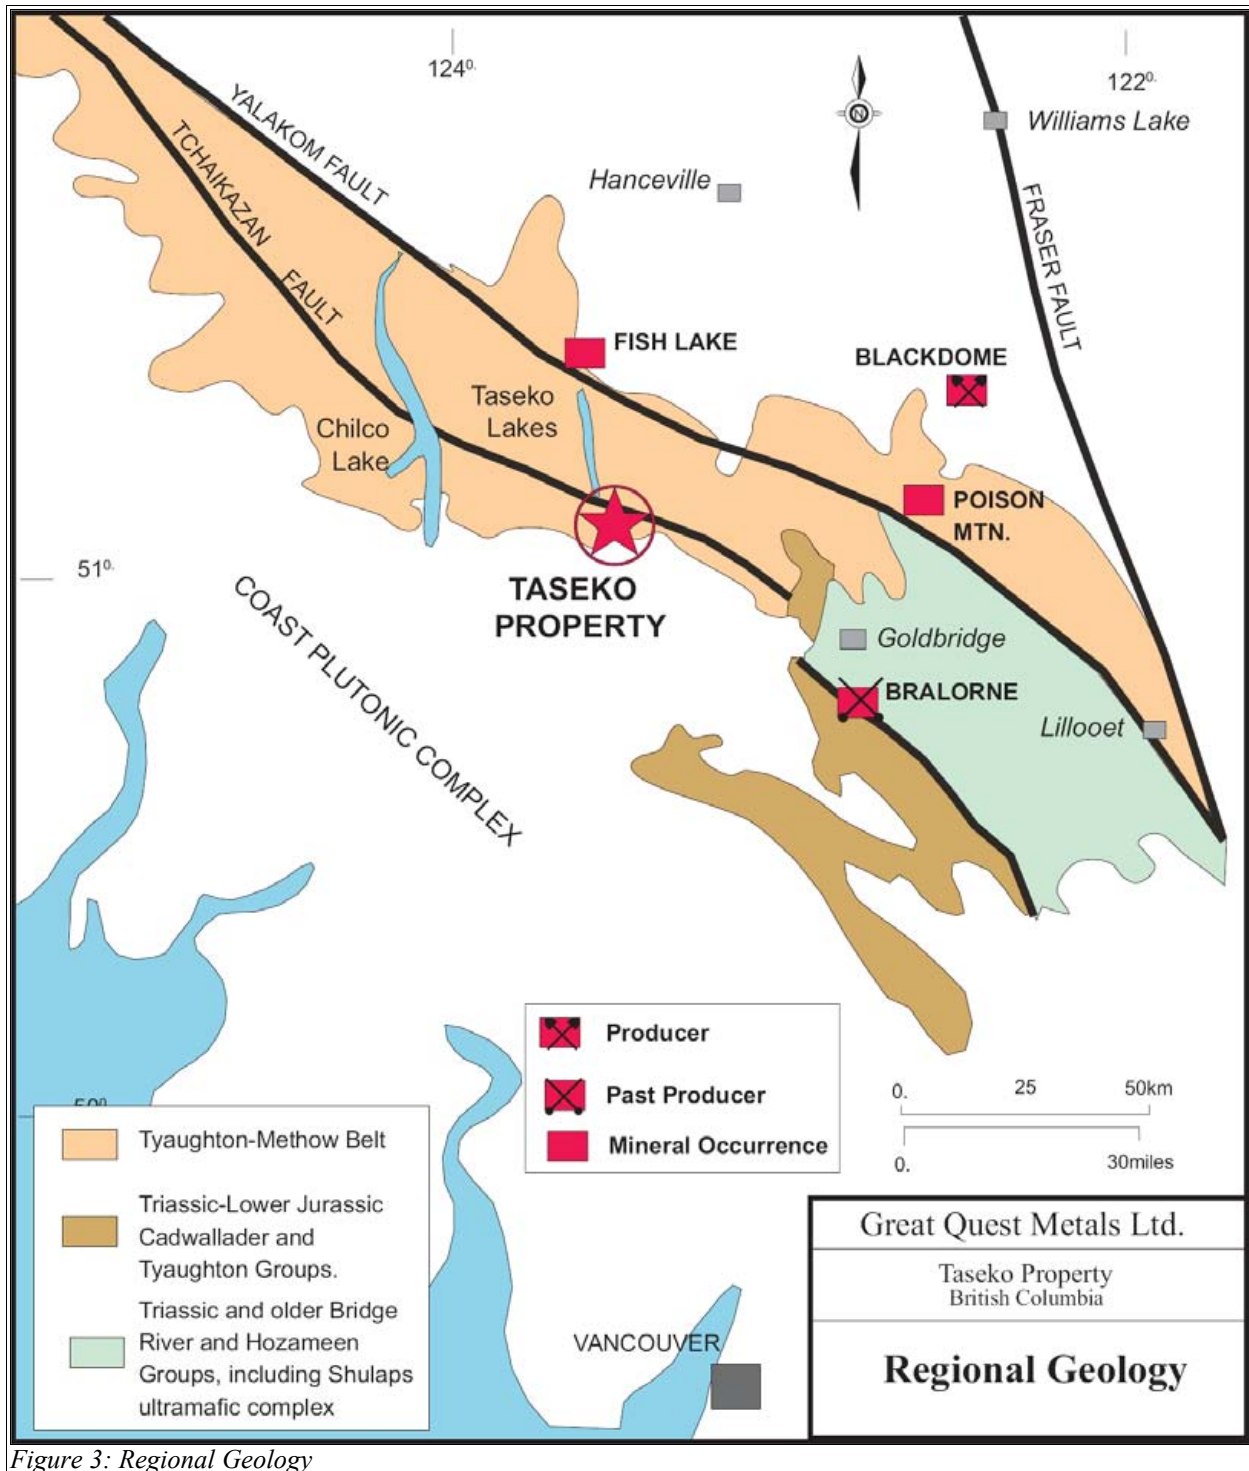 124⁰·
122⁰·
YALAKOM FAULT
TCHAIKAZAN
FAULT
N
Williams Lake
Hanceville
FRASER FAULT
FISH LAKE
BLACKDOME
Taseko
Lakes
Chilco
Lake
POISON
MTN.
51⁰·
TASEKO
PROPERTY
COAST PLUTONIC COMPLEX
Goldbridge
BRALORNE
Lillooet
Producer
Past Producer
Mineral Occurrence
0.
25
50km
0.
30miles
Tyaughton-Methow Belt
Triassic-Lower Jurassic
Cadwallader and
Tyaughton Groups.
Triassic and older Bridge
River and Hozameen
Groups, including Shulaps
ultramafic complex
VANCOUVER
Great Quest Metals Ltd.
Taseko Property
British Columbia
Regional Geology
Figure 3: Regional Geology